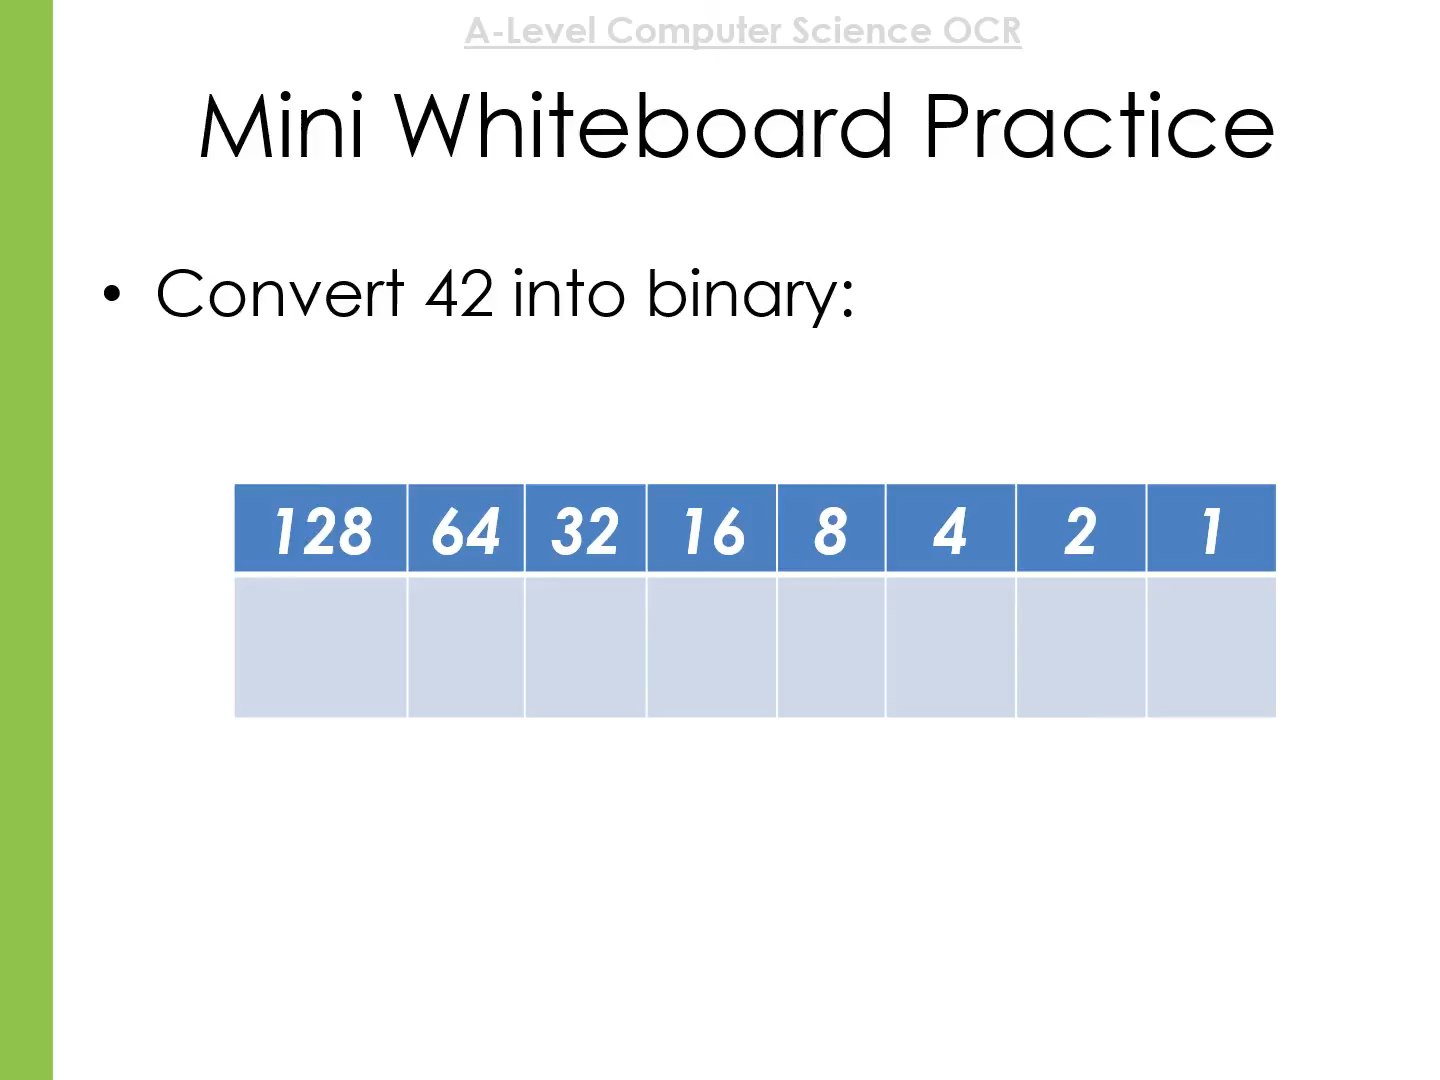 A-Level Computer Science OCR
Mini Whiteboard Practice
• Convert 42 into binary:
128 64 32 16 8 4 2 1